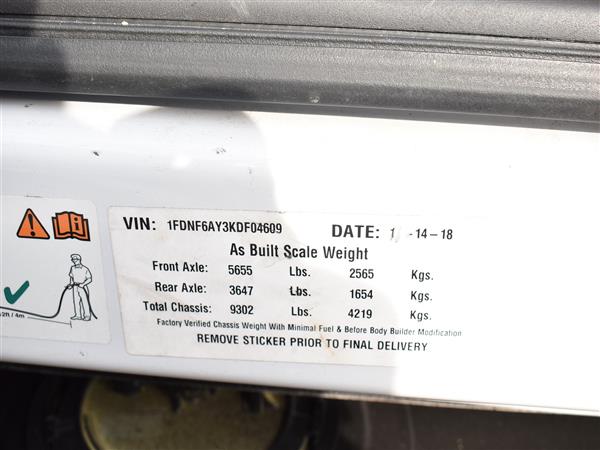 VIN: 1FDNF6AY3KDF04609 DATE: -14-18
As Built Scale Weight
Front Axle: 5655 Lbs. 2565 Kgs.
Rear Axle: 3647 Lbs. 1654 Kgs.
Total Chassis: 9302 Lbs. 4219 Kgs.
Factory Verified Chassis Weight With Minimal Fuel & Before Body Builder Modification
REMOVE STICKER PRIOR TO FINAL DELIVERY
2ft / 4m